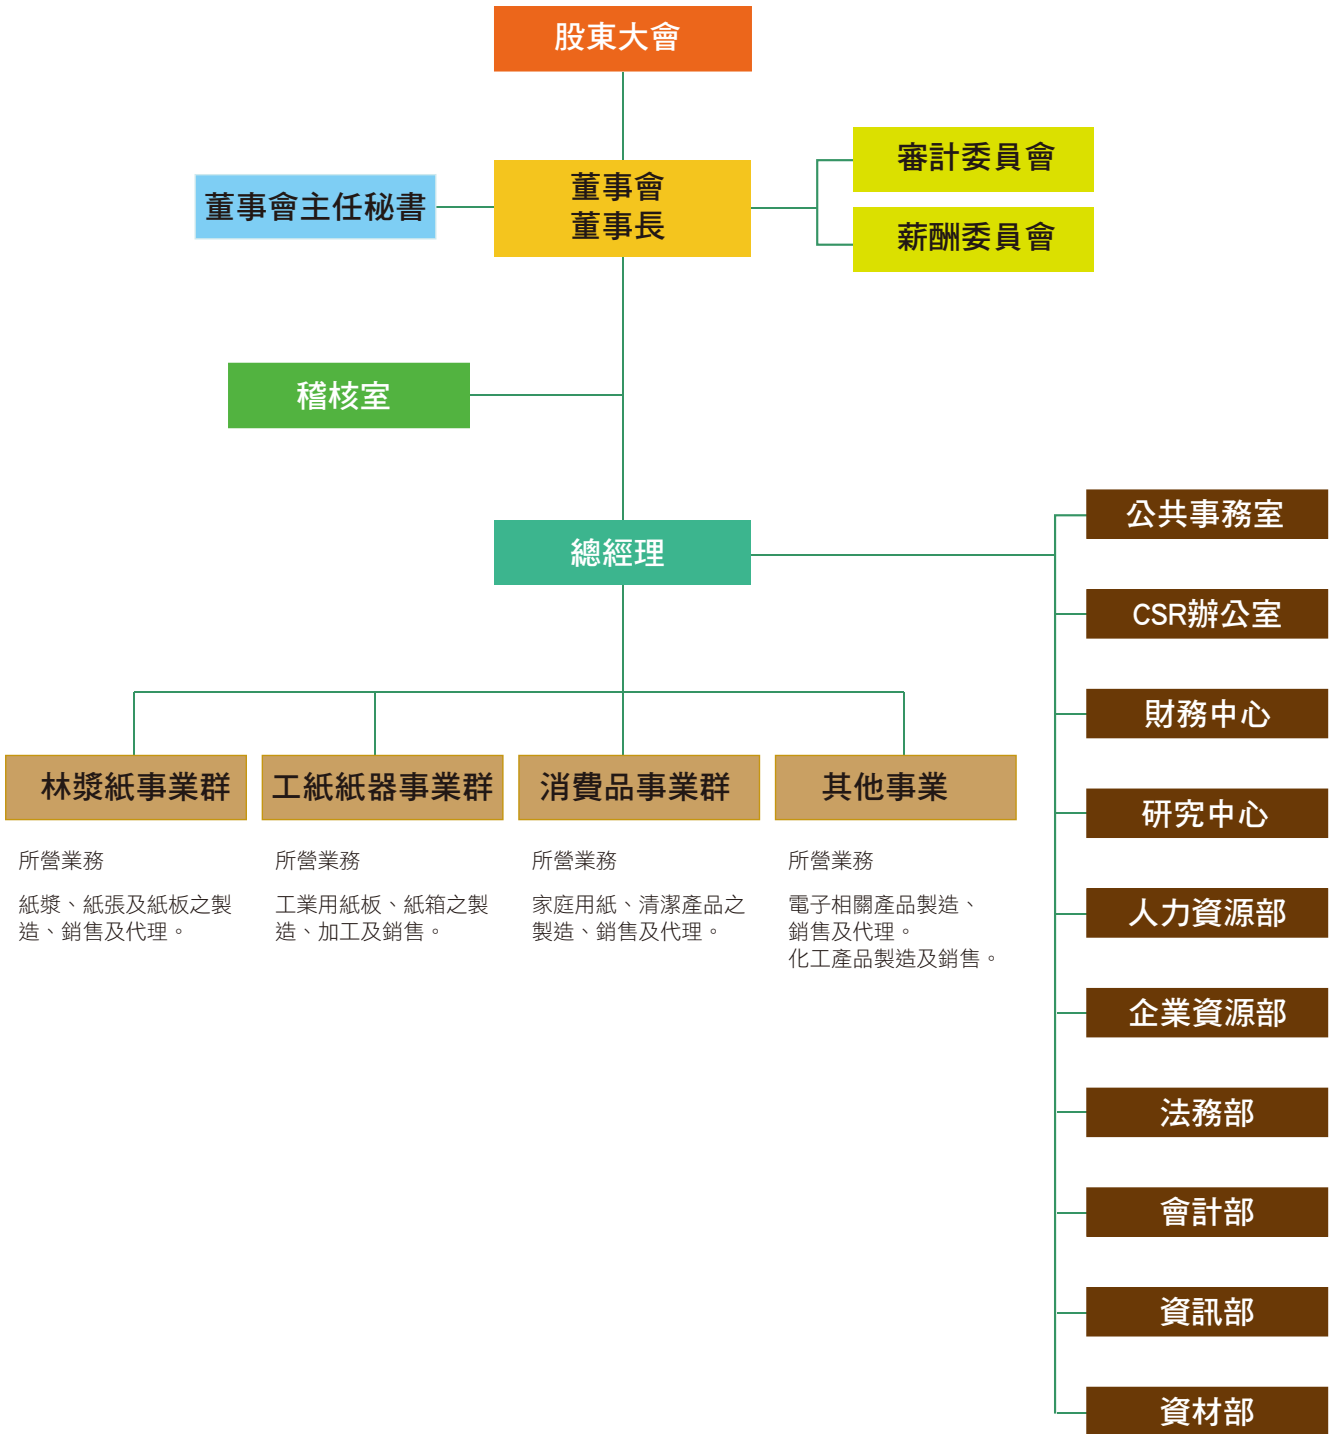 股東大會
董事會
董事長
董事會主任秘書
審計委員會
薪酬委員會
稽核室
總經理
公共事務室
CSR辦公室
財務中心
研究中心
人力資源部
企業資源部
法務部
會計部
資訊部
資材部
林漿紙事業群
所營業務
紙漿、紙張及紙板之製
造、銷售及代理。
工紙紙器事業群
所營業務
工業用紙板、紙箱之製
造、加工及銷售。
消費品事業群
所營業務
家庭用紙、清潔產品之
製造、銷售及代理。
其他事業
所營業務
電子相關產品製造、
銷售及代理。
化工產品製造及銷售。